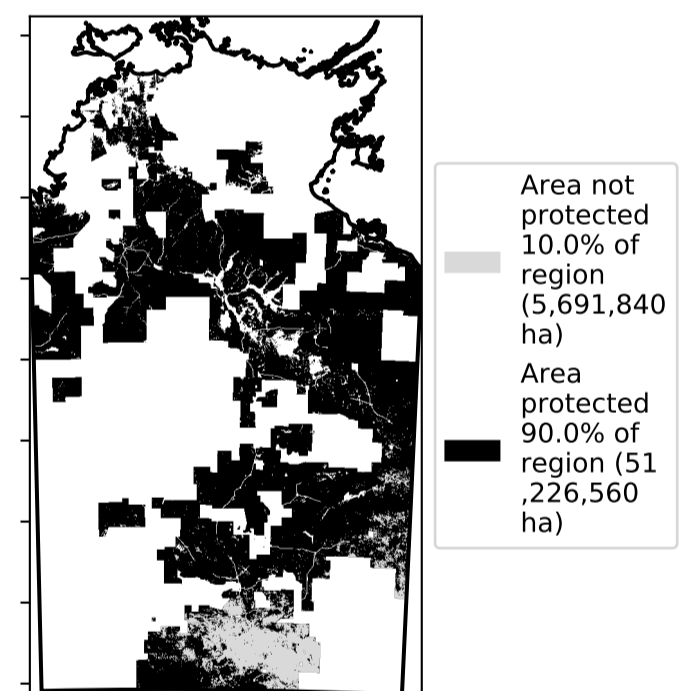 Area not
protected
10.0% of
region
(5,691,840
ha)
Area
protected
90.0% of
region (51
,226,560
ha)